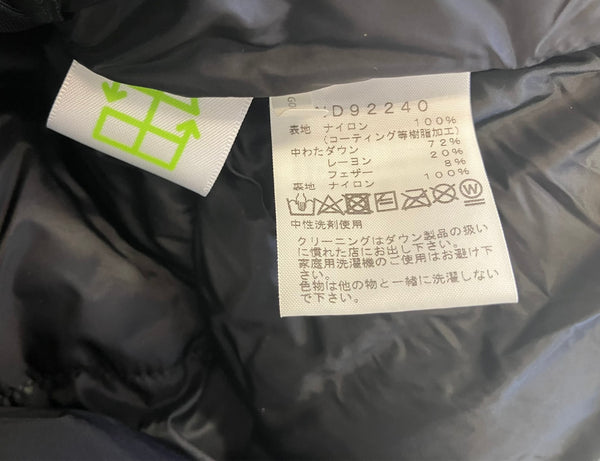 D92240
表地 ナイロン 100%
(コーティング等樹脂加工)
中わたダウン 72%
レーヨン 20%
フェザー 8%
裏地 ナイロン 100%
中性洗剤使用
クリーニングはダウン製品の扱い
に慣れた店にお出し下さい。
家庭用洗濯機のご使用はお避け下
さい。
色物は他の物と一緒に洗濯しない
で下さい。